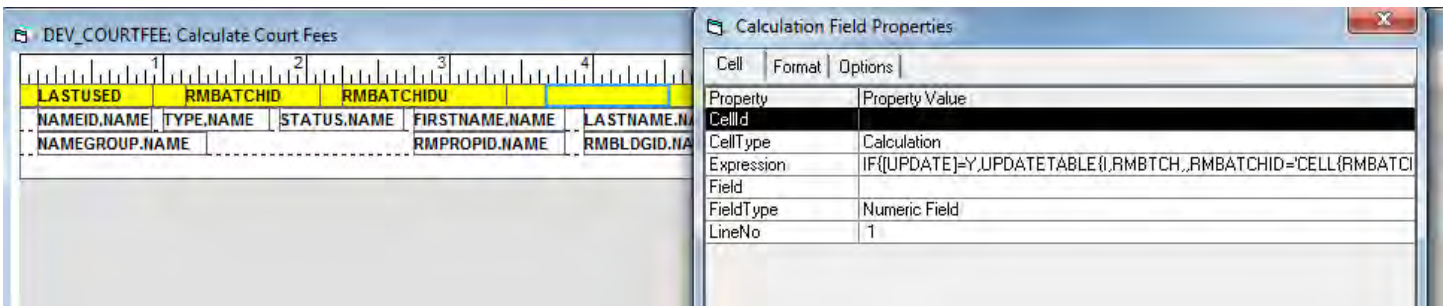 DEV_COURTFEE: Calculate Court Fees
1 2 3 4
LASTUSED RMBATCHID RMBATCHIDU
NAMEID,NAME TYPE,NAME STATUS,NAME FIRSTNAME,NAME LASTNAME.NA
NAMEGROUP.NAME RMPROPID.NAME RMBLDGID.NA
Calculation Field Properties
X
Cell Format Options
Property Property Value
CellId
CellType Calculation
Expression IF{[UPDATE]=Y,UPDATETABLE{I,RMBTCH,,RMBATCHID='CELL{RMBATCI
Field
FieldType Numeric Field
LineNo 1